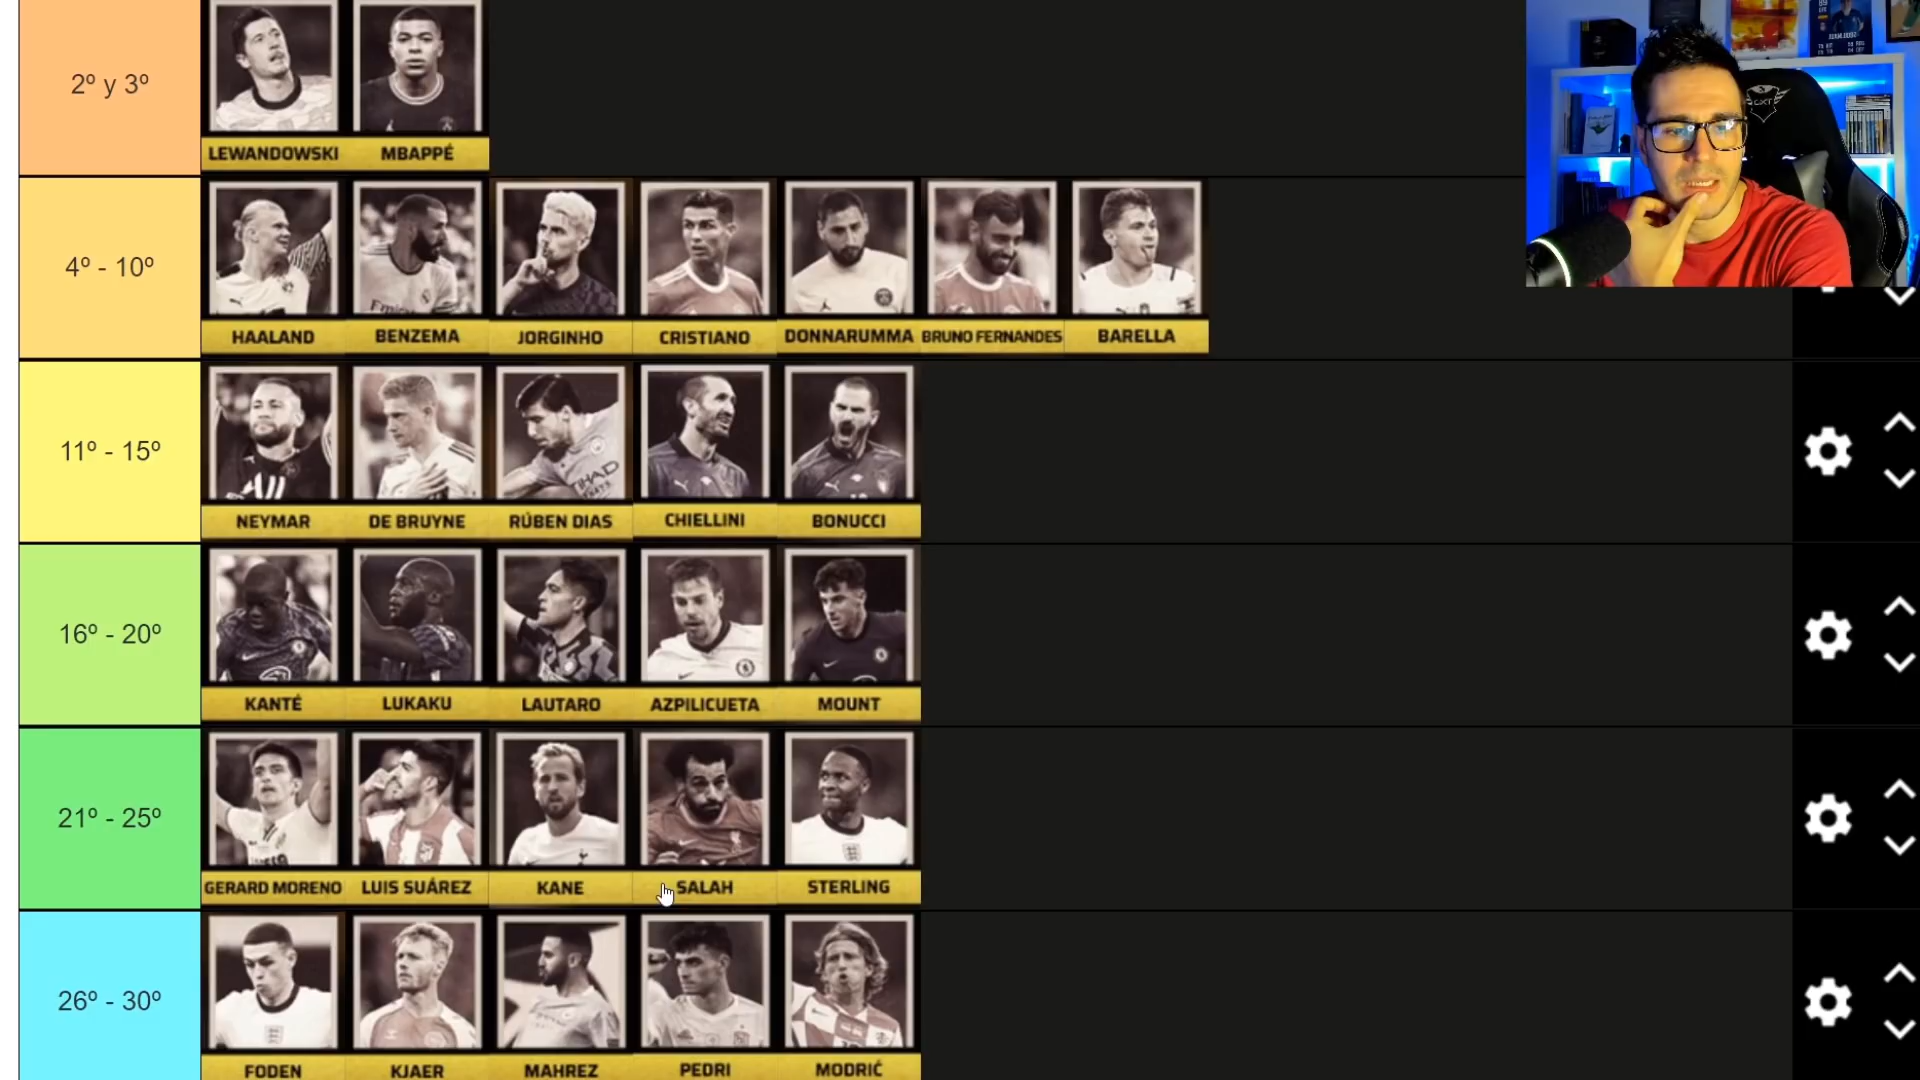 2º y 3º
LEWANDOWSKI MBAPPÉ
4º - 10º
HAALAND BENZEMA JORGINHO CRISTIANO DONNARUMMA BRUNO FERNANDES BARELLA
11º - 15º
NEYMAR DE BRUYNE RÚBEN DIAS CHIELLINI BONUCCI
16º - 20º
KANTÉ LUKAKU LAUTARO AZPILICUETA MOUNT
21º - 25º
GERARD MORENO LUIS SUÁREZ KANE SALAH STERLING
26º - 30º
FODEN KJAER MAHREZ PEDRI MODRIĆ